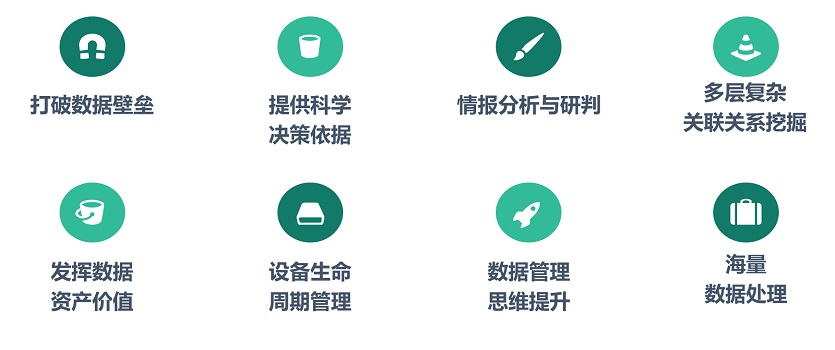 打破数据壁垒
提供科学
决策依据
情报分析与研判
多层复杂
关联关系挖掘
发挥数据
资产价值
设备生命
周期管理
数据管理
思维提升
海量
数据处理